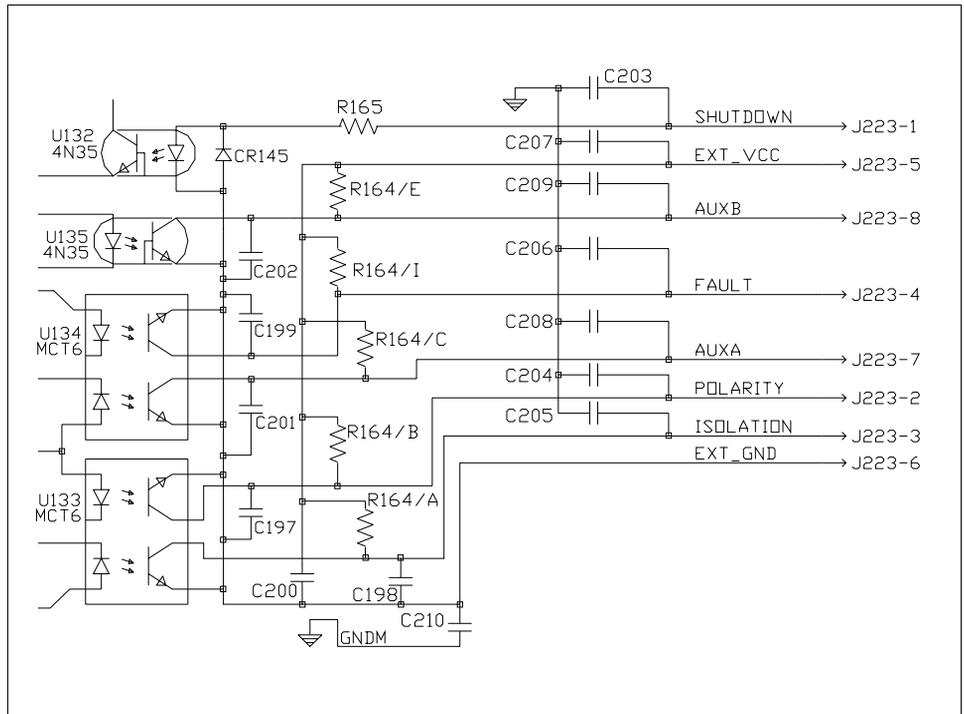 C203
R165
SHUTDOWN
J223-1
U132
4N35
CR145
C207
EXT_VCC
J223-5
R164/E
C209
AUXB
J223-8
U135
4N35
C202
R164/I
C206
FAULT
J223-4
U134
MCT6
C199
R164/C
C208
AUXA
J223-7
C204
POLARITY
J223-2
C201
R164/B
C205
ISOLATION
J223-3
EXT_GND
J223-6
U133
MCT6
C197
R164/A
C200
C198
C210
GNDM